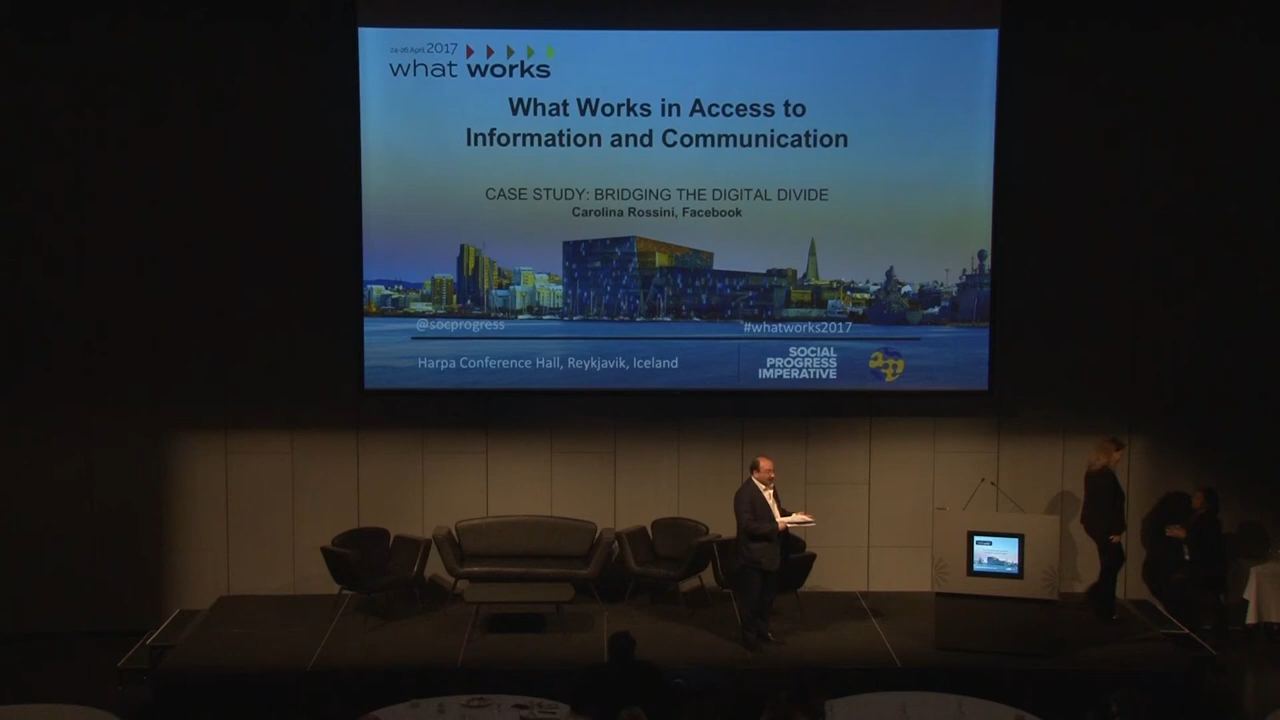 24-26 April 2017
what works
What Works in Access to
Information and Communication
CASE STUDY: BRIDGING THE DIGITAL DIVIDE
Carolina Rossini, Facebook
@socprogress
#whatworks2017
Harpa Conference Hall, Reykjavik, Iceland
SOCIAL
PROGRESS
IMPERATIVE